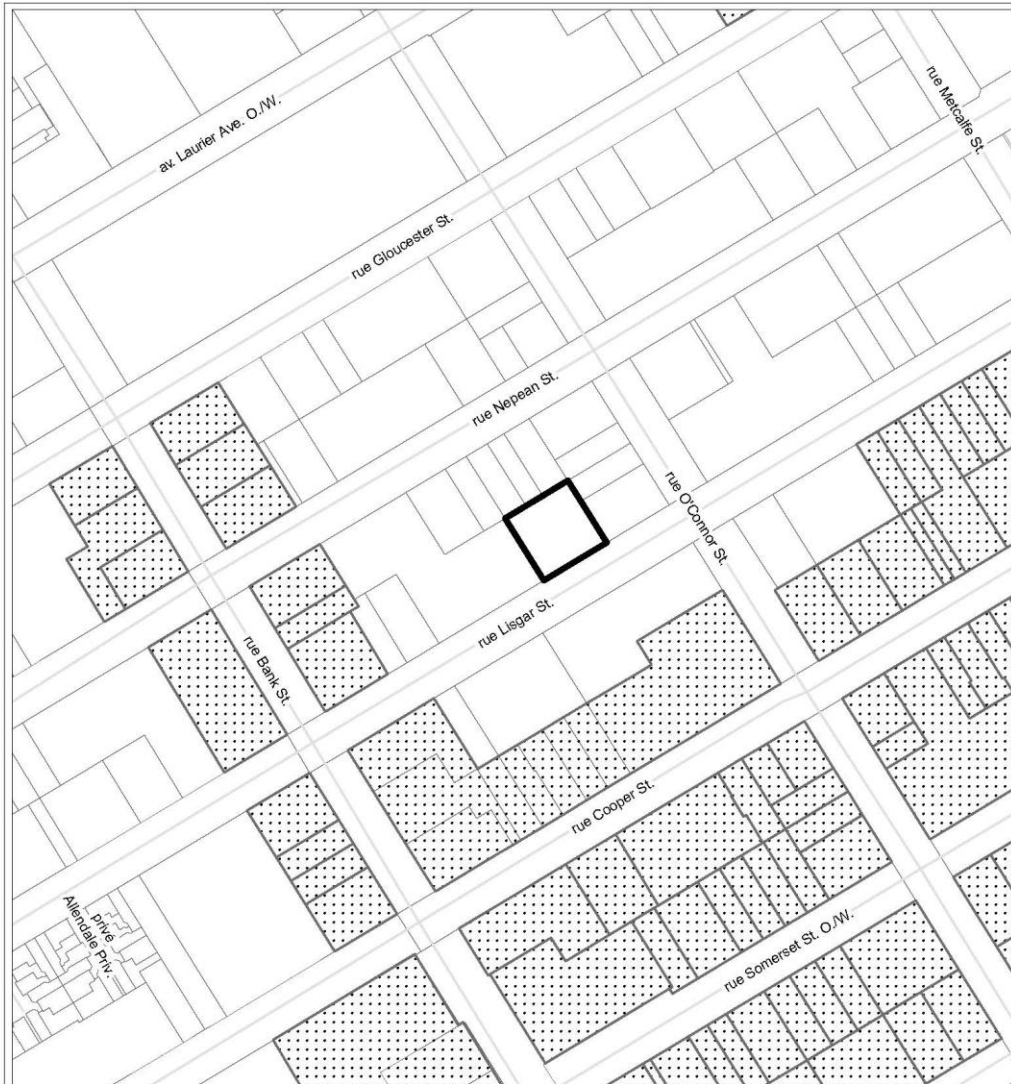 av. Laurier Ave. O./W.
rue Metcalfe St.
rue Gloucester St.
rue Nepean St.
rue O'Connor St.
rue Lisgar St.
rue Bank St.
rue Cooper St.
privé
Allendale Priv.
rue Somerset St. O./W.